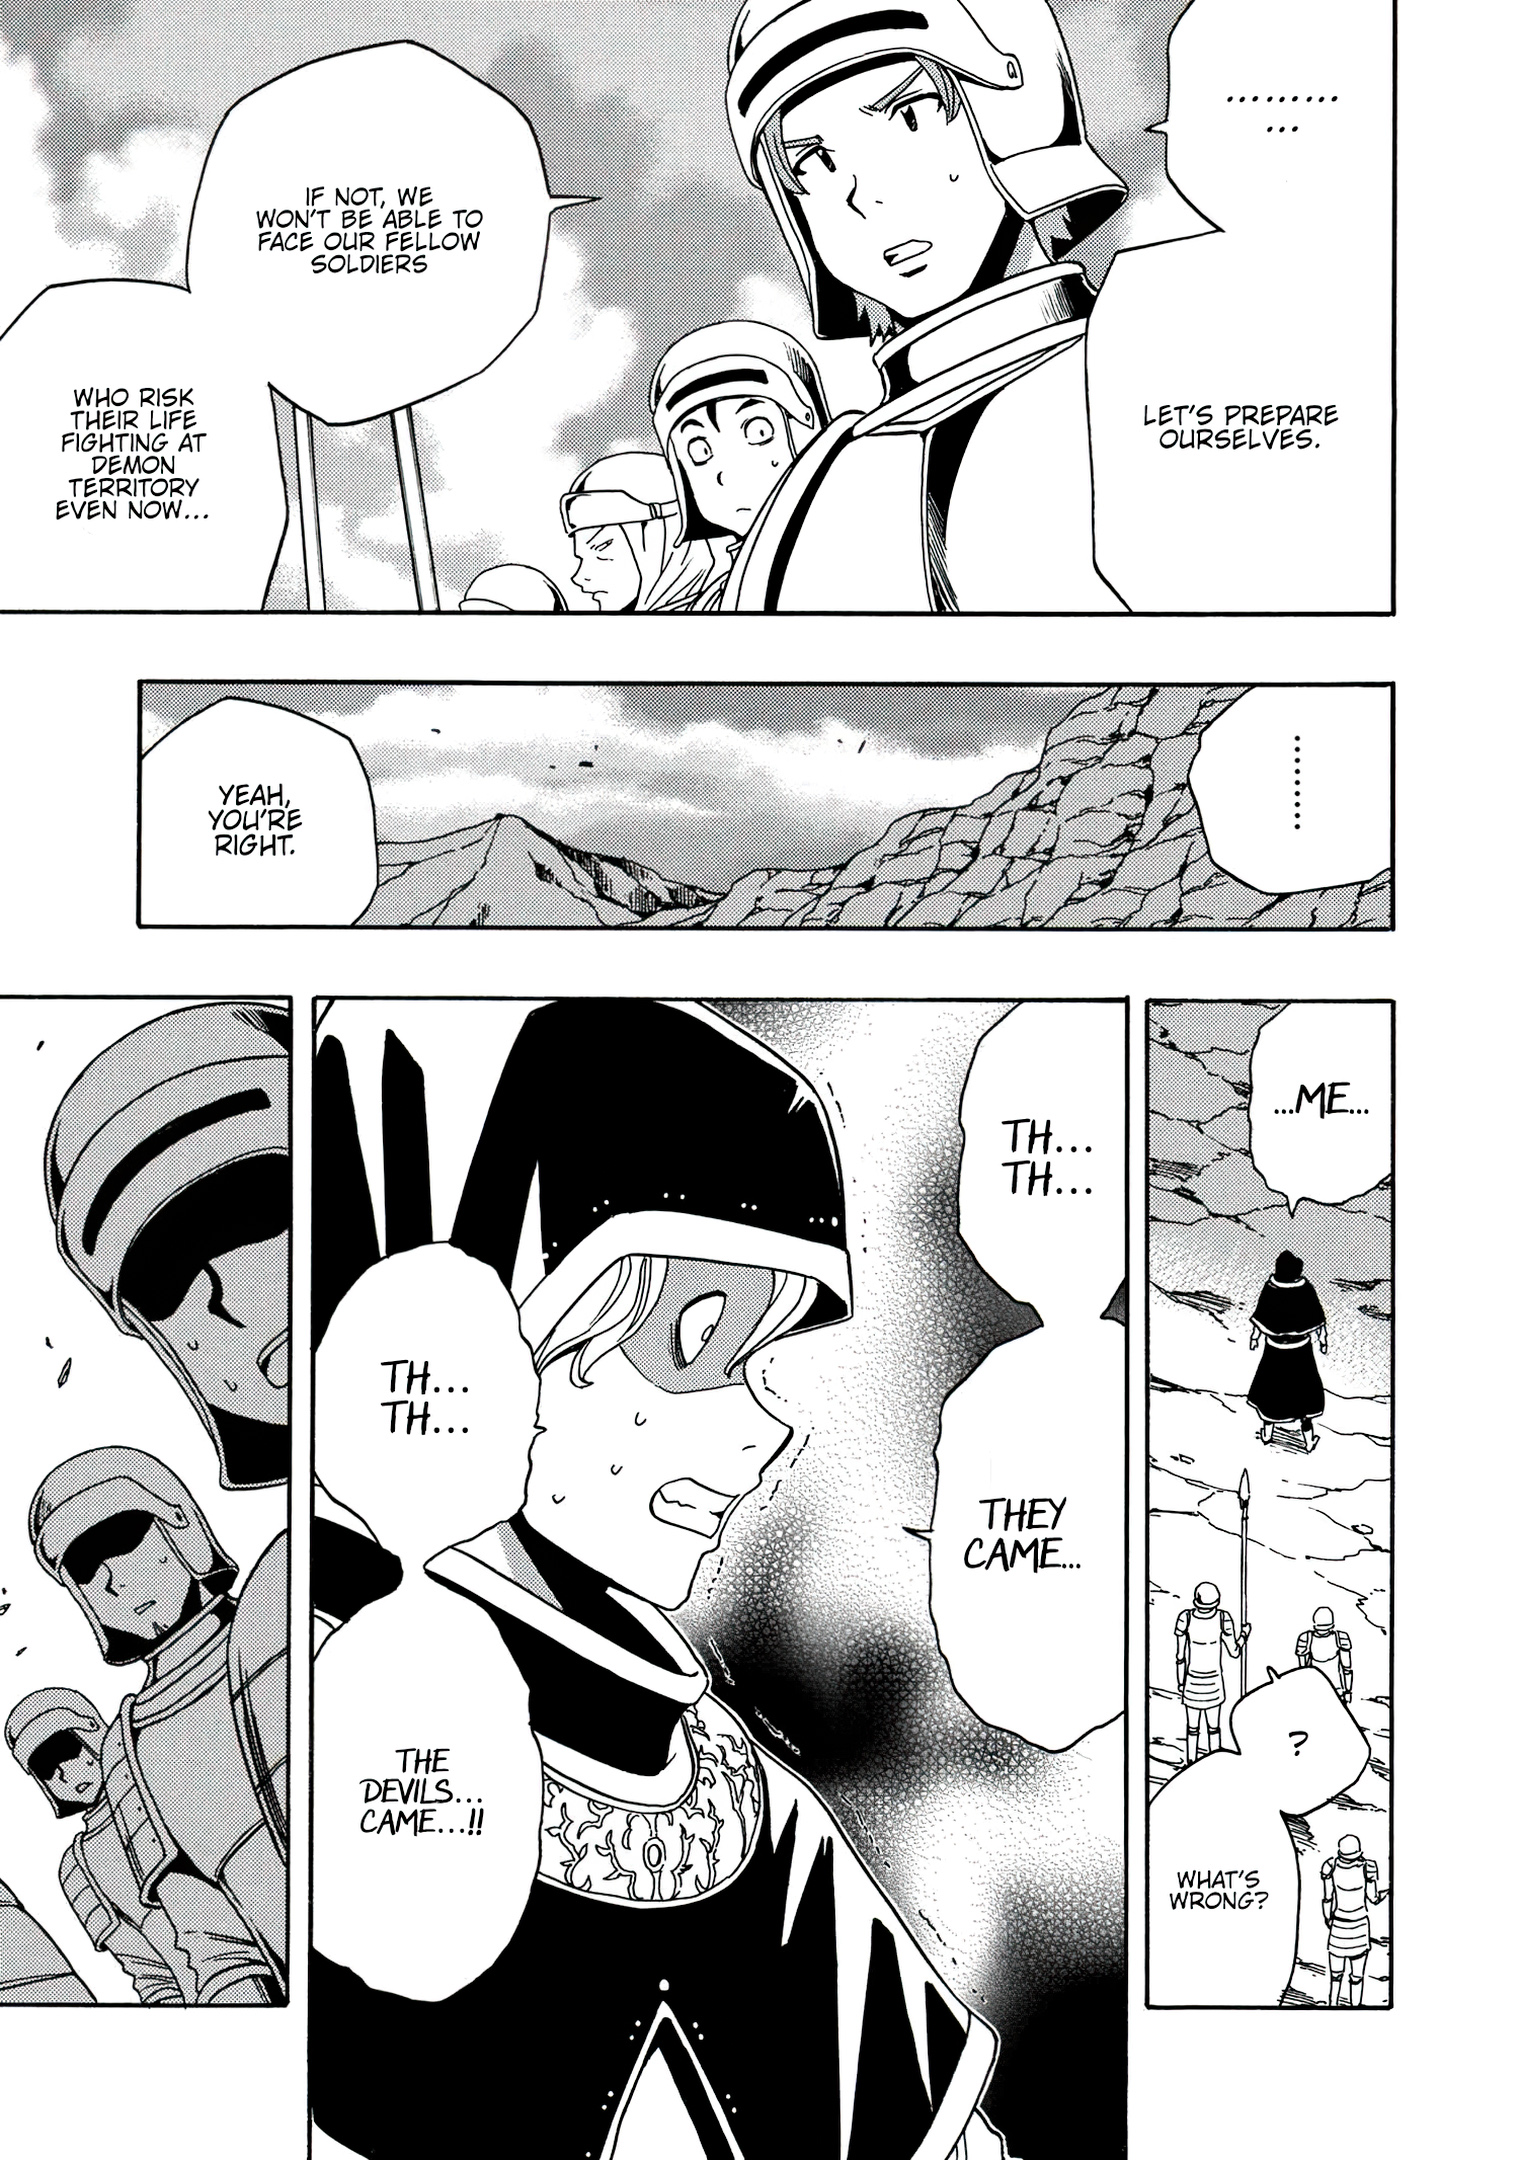 .........
...
LET'S PREPARE
OURSELVES.
IF NOT, WE
WON'T BE ABLE TO
FACE OUR FELLOW
SOLDIERS
WHO RISK
THEIR LIFE
FIGHTING AT
DEMON
TERRITORY
EVEN NOW...
........
YEAH,
YOU'RE
RIGHT.
...ME...
?
WHAT'S
WRONG?
TH...
TH...
THEY
CAME...
TH...
TH...
THE
DEVILS...
CAME...!!